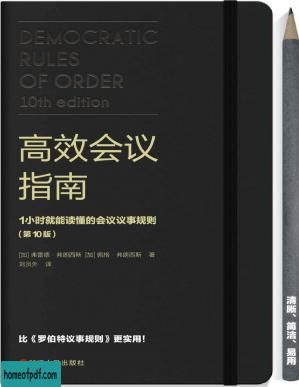 DEMOCRATIC
RULES
OF ORDER
10th edition
高效会议
指南
1小时就能读懂的会议议事规则
(第10版)
[加] 弗雷德·弗朗西斯 [加] 佩格·弗朗西斯 著
刘员外 译
比《罗伯特议事规则》更实用!
清晰、简洁、易用
homeofpdf.com